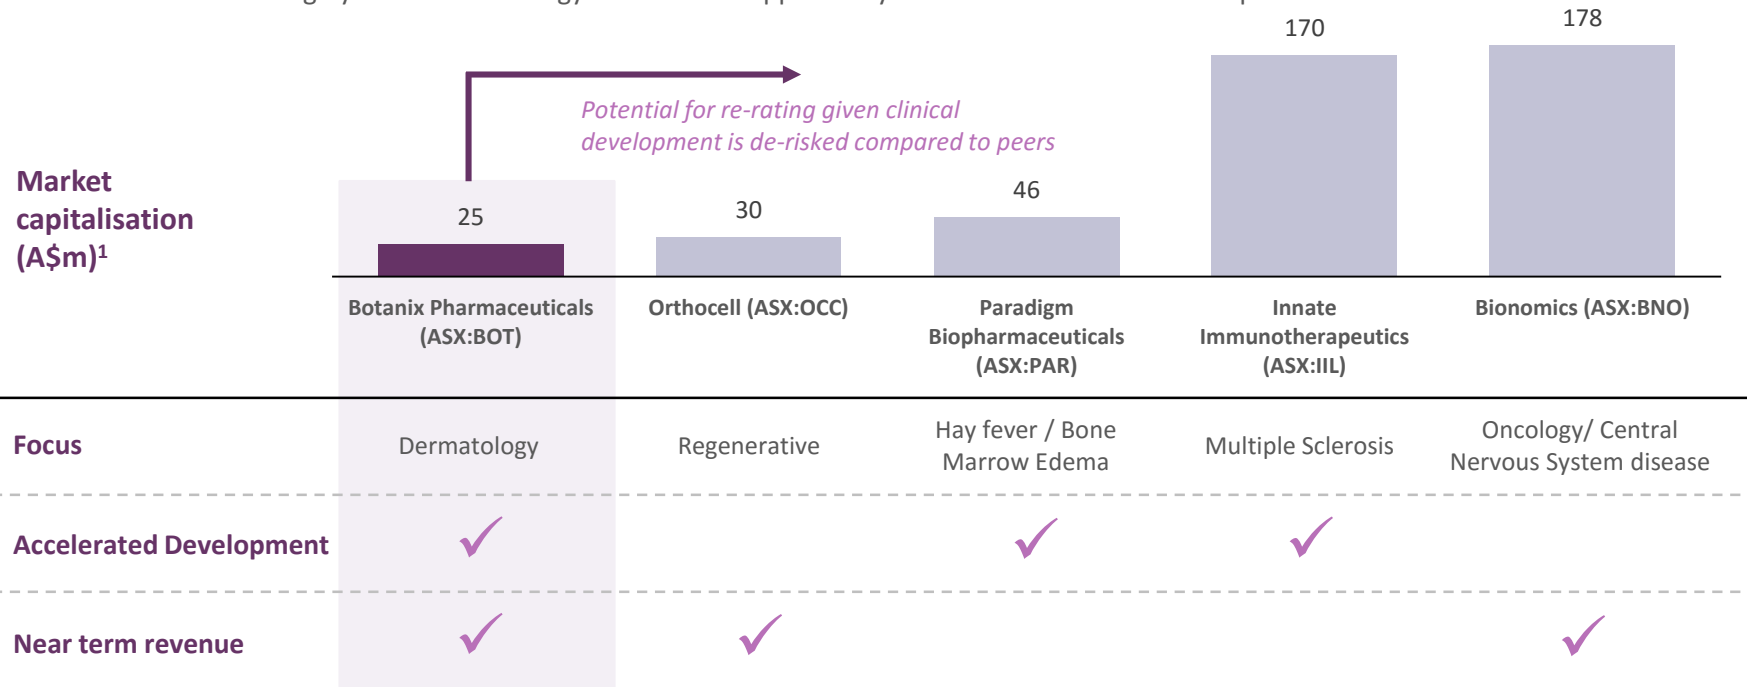 170
178
Potential for re-rating given clinical
development is de-risked compared to peers
Market
capitalisation
(A$m)1
25
30
46
Botanix Pharmaceuticals
(ASX:BOT)
Orthocell (ASX:OCC)
Paradigm
Biopharmaceuticals
(ASX:PAR)
Innate
Immunotherapeutics
(ASX:IIL)
Bionomics (ASX:BNO)
Focus
Dermatology
Regenerative
Hay fever / Bone
Marrow Edema
Multiple Sclerosis
Oncology/ Central
Nervous System disease
Accelerated Development
✓
✓
✓
Near term revenue
✓
✓
✓